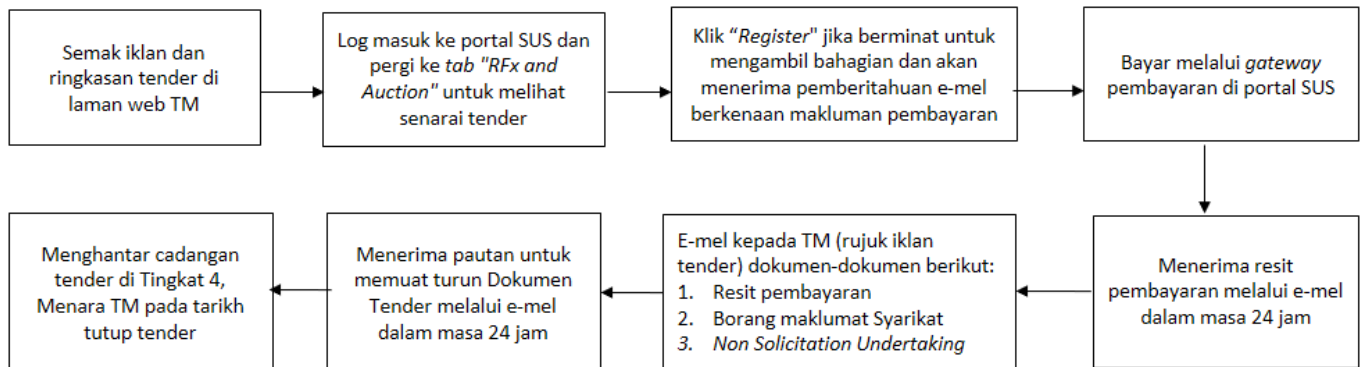 Semak iklan dan
ringkasan tender di
laman web TM
Log masuk ke portal SUS dan
pergi ke tab "RFx and
Auction" untuk melihat
senarai tender
Klik “Register" jika berminat untuk
mengambil bahagian dan akan
menerima pemberitahuan e-mel
berkenaan makluman pembayaran
Bayar melalui gateway
pembayaran di portal SUS
Menerima resit
pembayaran melalui e-mel
dalam masa 24 jam
E-mel kepada TM (rujuk iklan
tender) dokumen-dokumen berikut:
1. Resit pembayaran
2. Borang maklumat Syarikat
3. Non Solicitation Undertaking
Menerima pautan untuk
memuat turun Dokumen
Tender melalui e-mel
dalam masa 24 jam
Menghantar cadangan
tender di Tingkat 4,
Menara TM pada tarikh
tutup tender